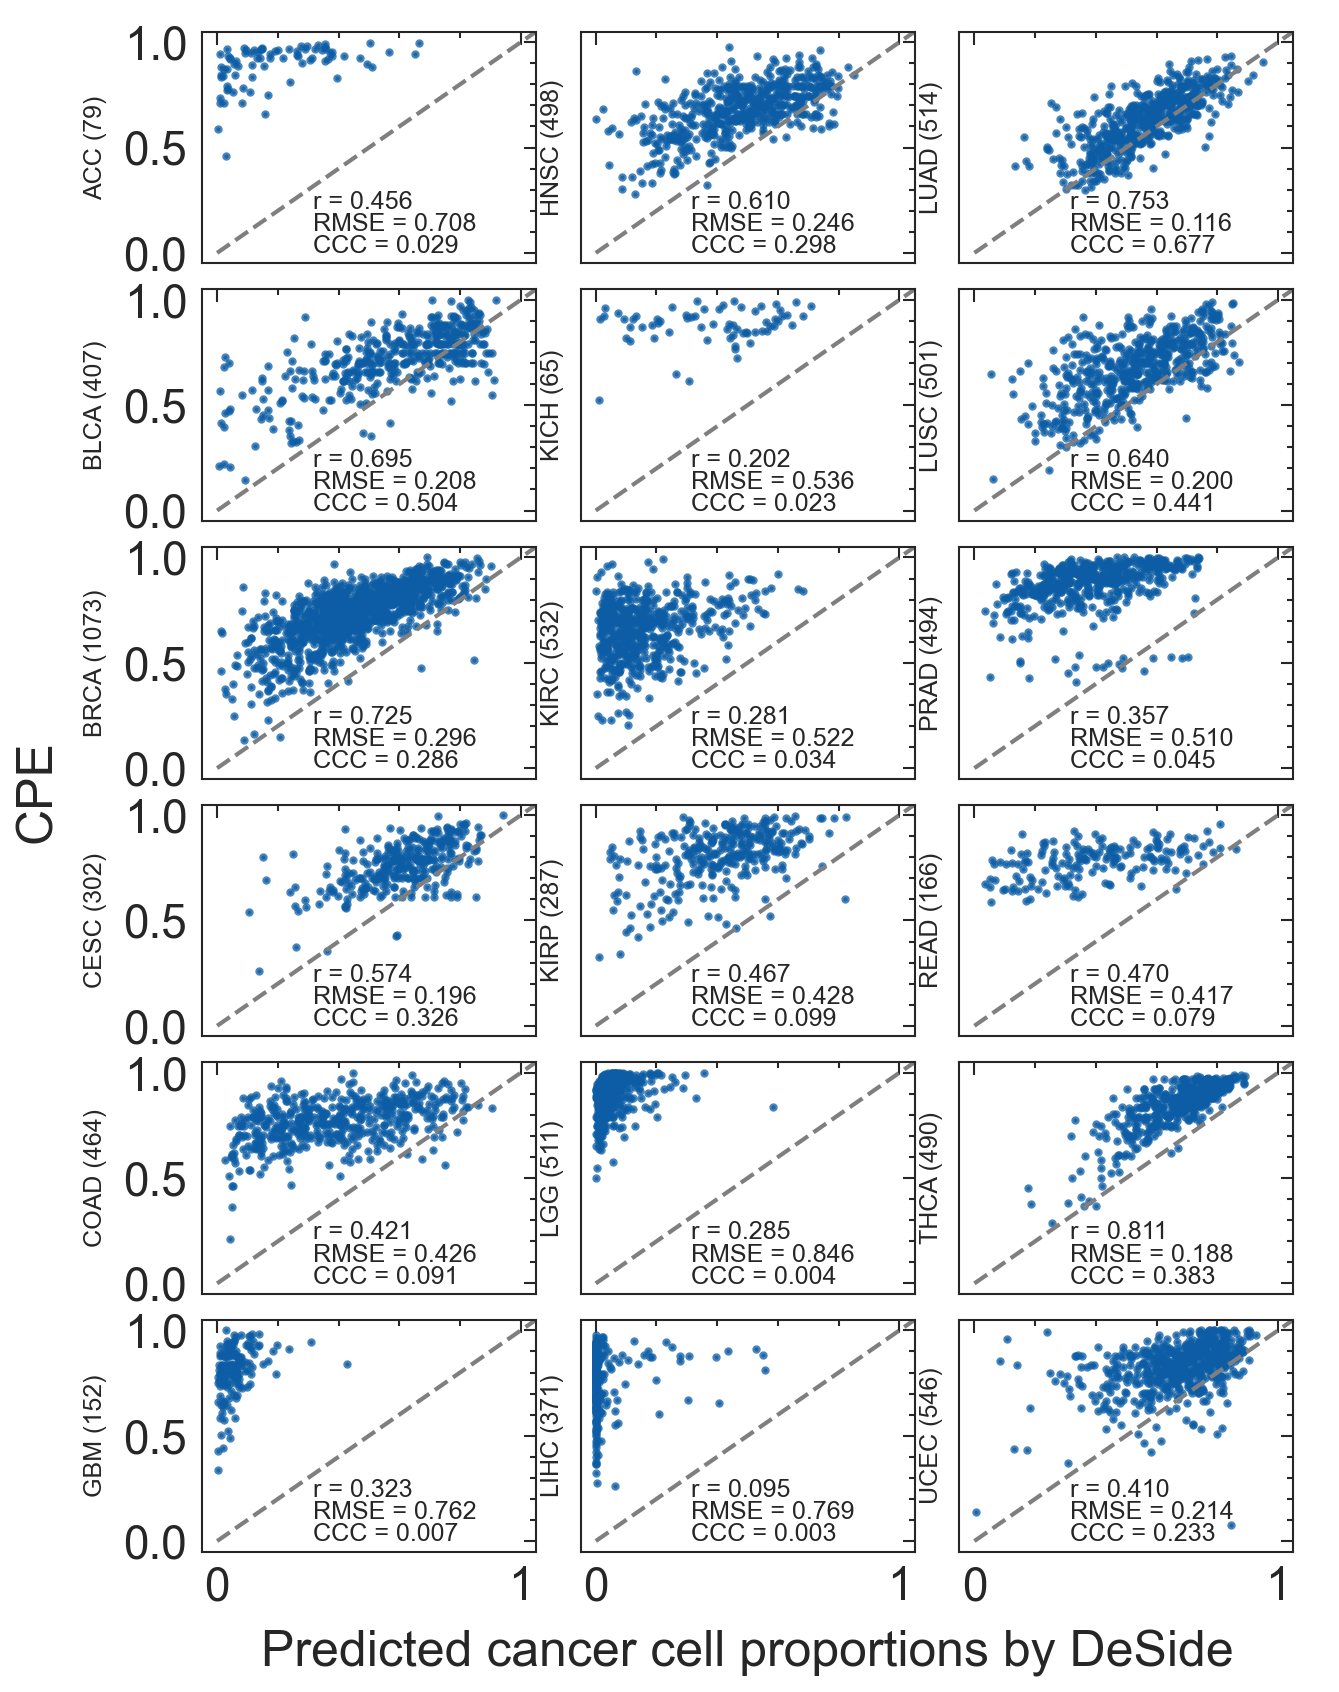 CPE
1.0
0.5
0.0
ACC (79)
r = 0.456
RMSE = 0.708
CCC = 0.029
HNSC (498)
r = 0.610
RMSE = 0.246
CCC = 0.298
LUAD (514)
r = 0.753
RMSE = 0.116
CCC = 0.677
1.0
0.5
0.0
BLCA (407)
r = 0.695
RMSE = 0.208
CCC = 0.504
KICH (65)
r = 0.202
RMSE = 0.536
CCC = 0.023
LUSC (501)
r = 0.640
RMSE = 0.200
CCC = 0.441
1.0
0.5
0.0
BRCA (1073)
r = 0.725
RMSE = 0.296
CCC = 0.286
KIRC (532)
r = 0.281
RMSE = 0.522
CCC = 0.034
PRAD (494)
r = 0.357
RMSE = 0.510
CCC = 0.045
1.0
0.5
0.0
CESC (302)
r = 0.574
RMSE = 0.196
CCC = 0.326
KIRP (287)
r = 0.467
RMSE = 0.428
CCC = 0.099
READ (166)
r = 0.470
RMSE = 0.417
CCC = 0.079
1.0
0.5
0.0
COAD (464)
r = 0.421
RMSE = 0.426
CCC = 0.091
LGG (511)
r = 0.285
RMSE = 0.846
CCC = 0.004
THCA (490)
r = 0.811
RMSE = 0.188
CCC = 0.383
1.0
0.5
0.0
GBM (152)
r = 0.323
RMSE = 0.762
CCC = 0.007
LIHC (371)
r = 0.095
RMSE = 0.769
CCC = 0.003
UCEC (546)
r = 0.410
RMSE = 0.214
CCC = 0.233
0 1 0 1 0 1
Predicted cancer cell proportions by DeSide